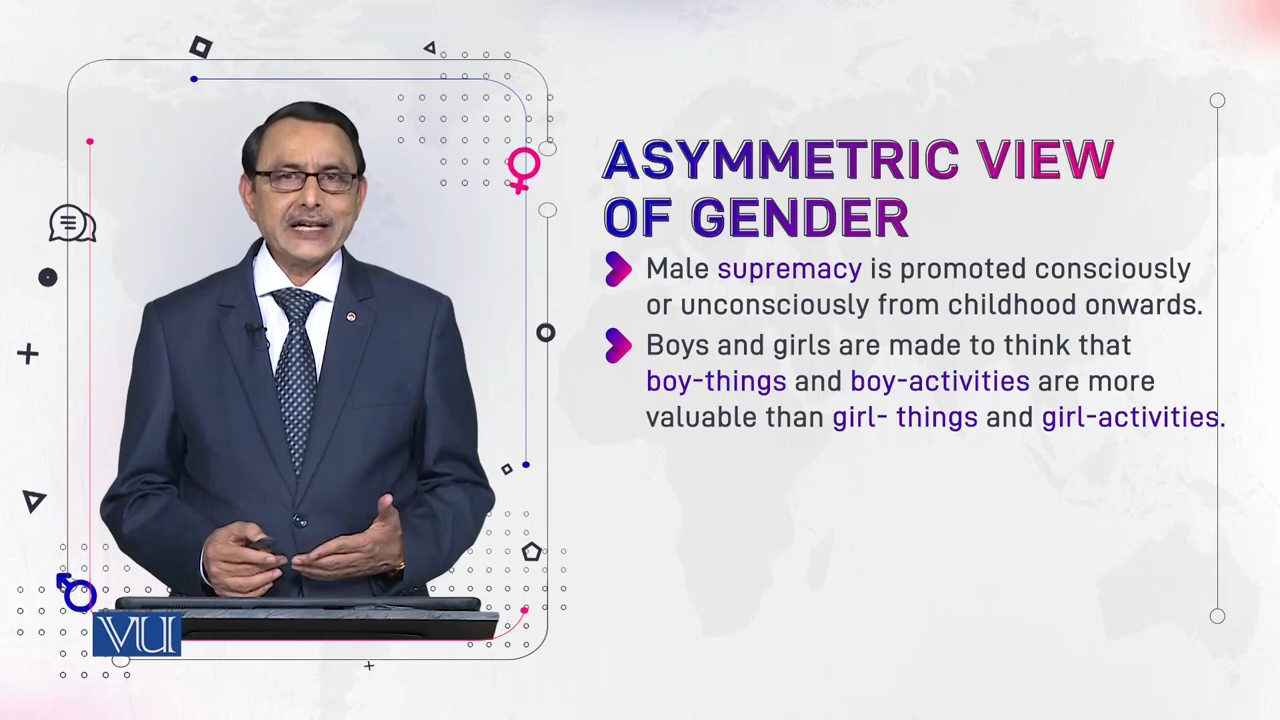 ASYMMETRIC VIEW
OF GENDER
Male supremacy is promoted consciously
or unconsciously from childhood onwards.
Boys and girls are made to think that
boy-things and boy-activities are more
valuable than girl- things and girl-activities.
VU